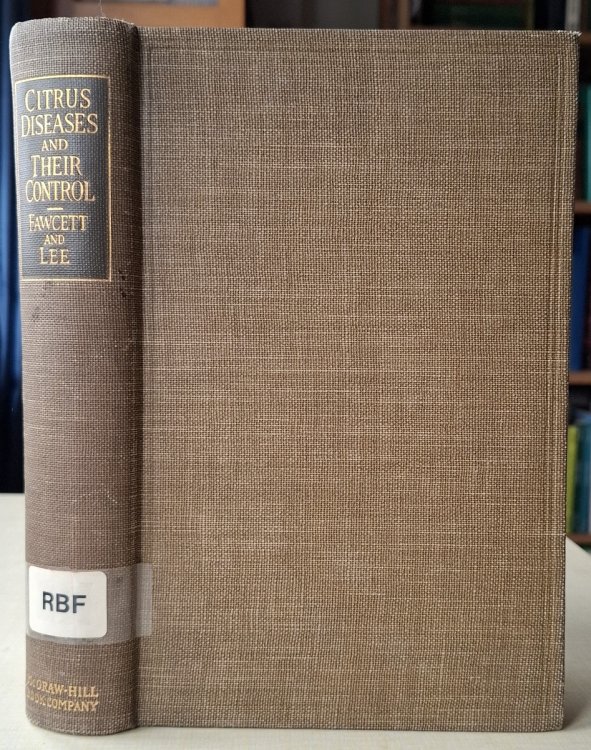 CITRUS
DISEASES
AND
THEIR
CONTROL
FAWCETT
AND
LEE
RBF
McGRAW-HILL
BOOK COMPANY